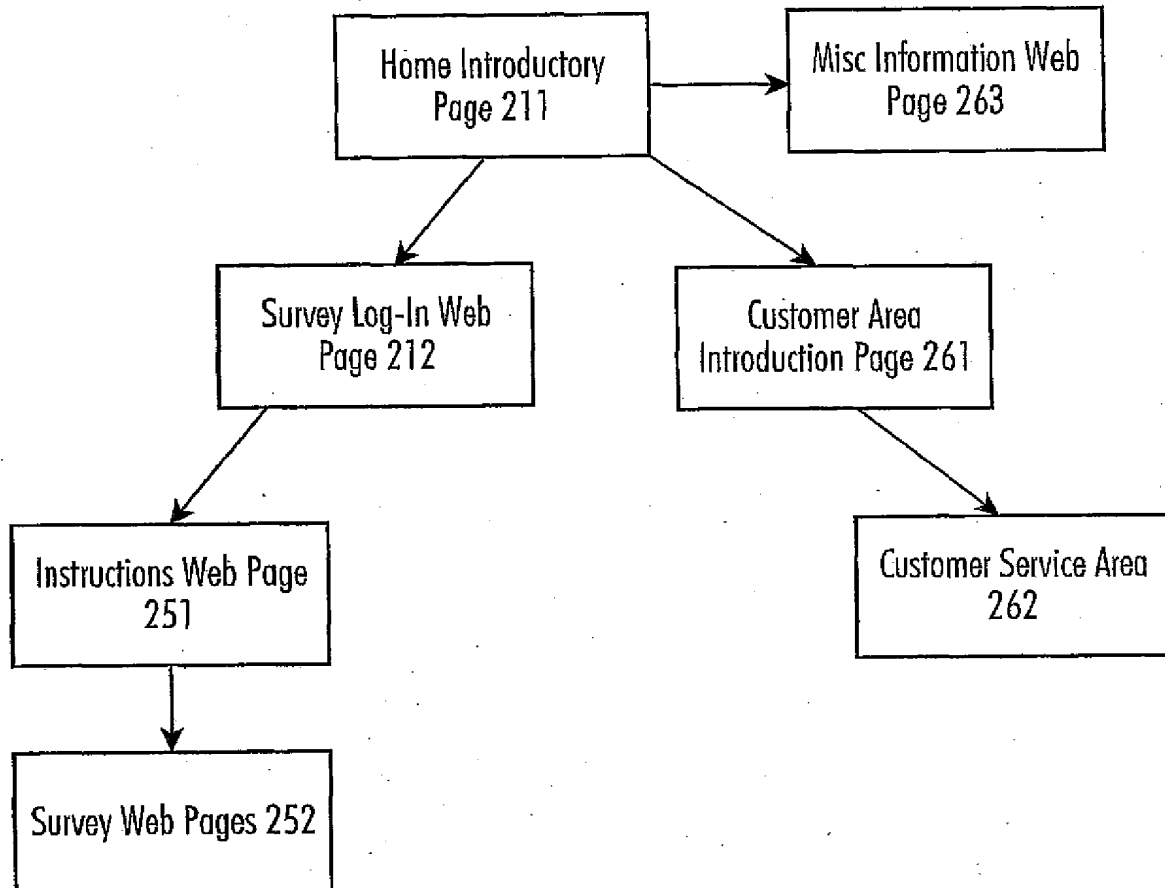 Home Introductory
Page 211
Misc Information Web
Page 263
Survey Log-In Web
Page 212
Customer Area
Introduction Page 261
Instructions Web Page
251
Customer Service Area
262
Survey Web Pages 252